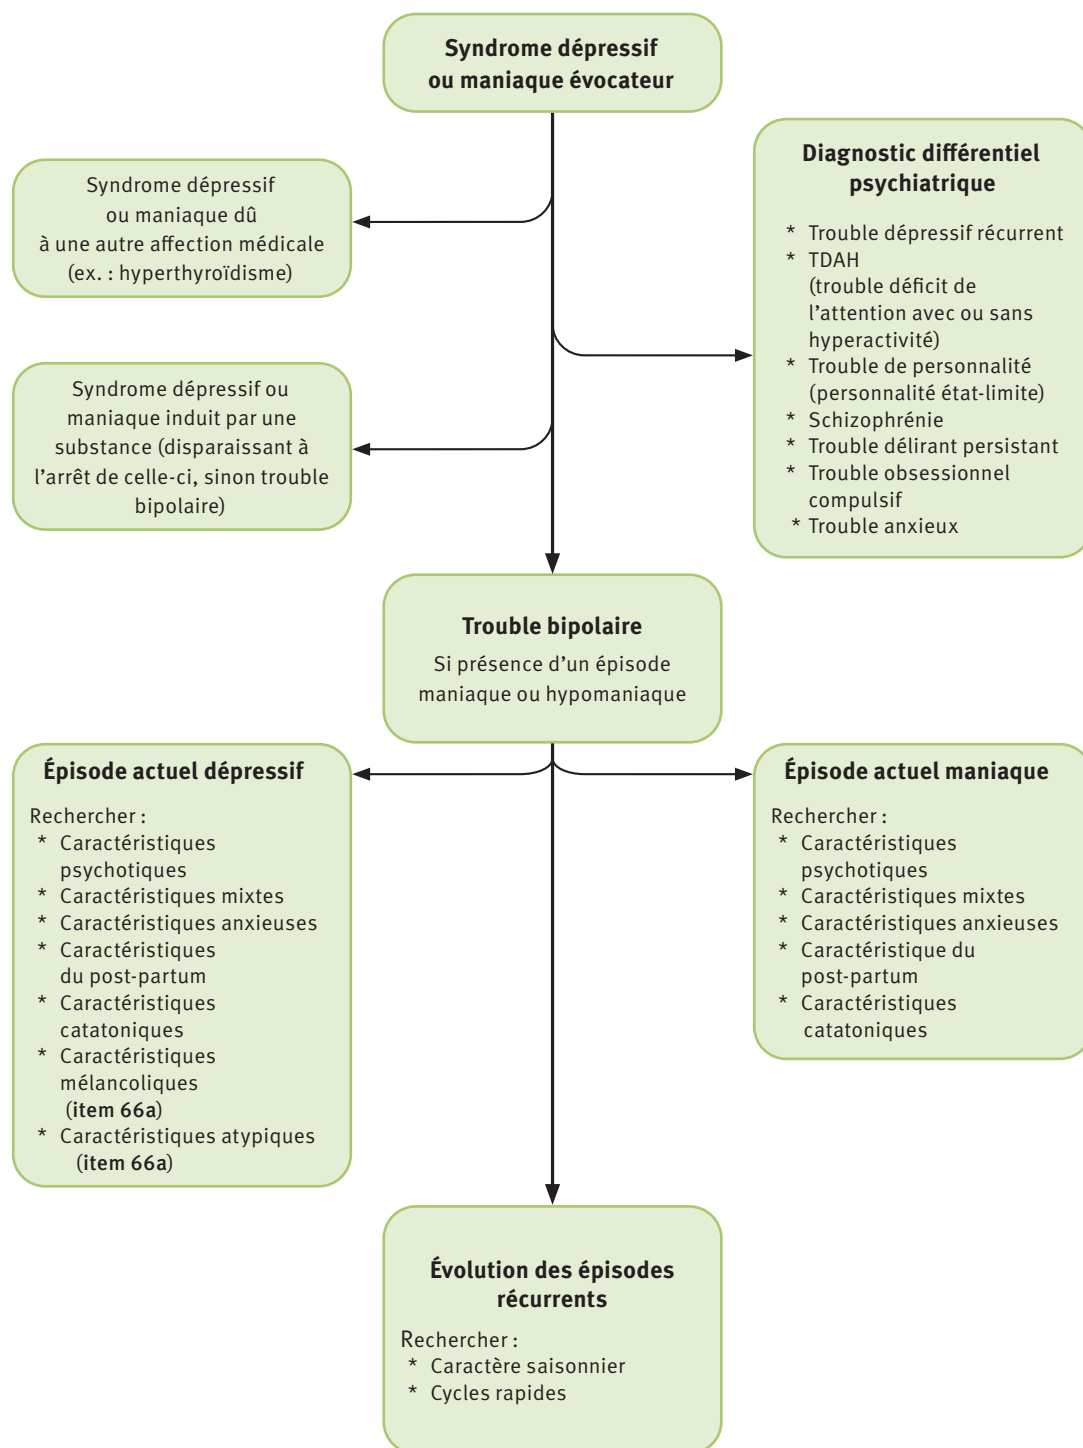 Syndrome dépressif
ou maniaque évocateur
Syndrome dépressif
ou maniaque dû
à une autre affection médicale
(ex. : hyperthyroïdisme)
Diagnostic différentiel
psychiatrique
* Trouble dépressif récurrent
* TDAH
(trouble déficit de
l’attention avec ou sans
hyperactivité)
* Trouble de personnalité
(personnalité état-limite)
* Schizophrénie
* Trouble délirant persistant
* Trouble obsessionnel
compulsif
* Trouble anxieux
Syndrome dépressif ou
maniaque induit par une
substance (disparaissant à
l’arrêt de celle-ci, sinon trouble
bipolaire)
Trouble bipolaire
Si présence d’un épisode
maniaque ou hypomaniaque
Épisode actuel dépressif
Rechercher :
* Caractéristiques
psychotiques
* Caractéristiques mixtes
* Caractéristiques anxieuses
* Caractéristiques
du post-partum
* Caractéristiques
catatoniques
* Caractéristiques
mélancoliques
(item 66a)
* Caractéristiques atypiques
(item 66a)
Épisode actuel maniaque
Rechercher :
* Caractéristiques
psychotiques
* Caractéristiques mixtes
* Caractéristiques anxieuses
* Caractéristique du
post-partum
* Caractéristiques
catatoniques
Évolution des épisodes
récurrents
Rechercher :
* Caractère saisonnier
* Cycles rapides